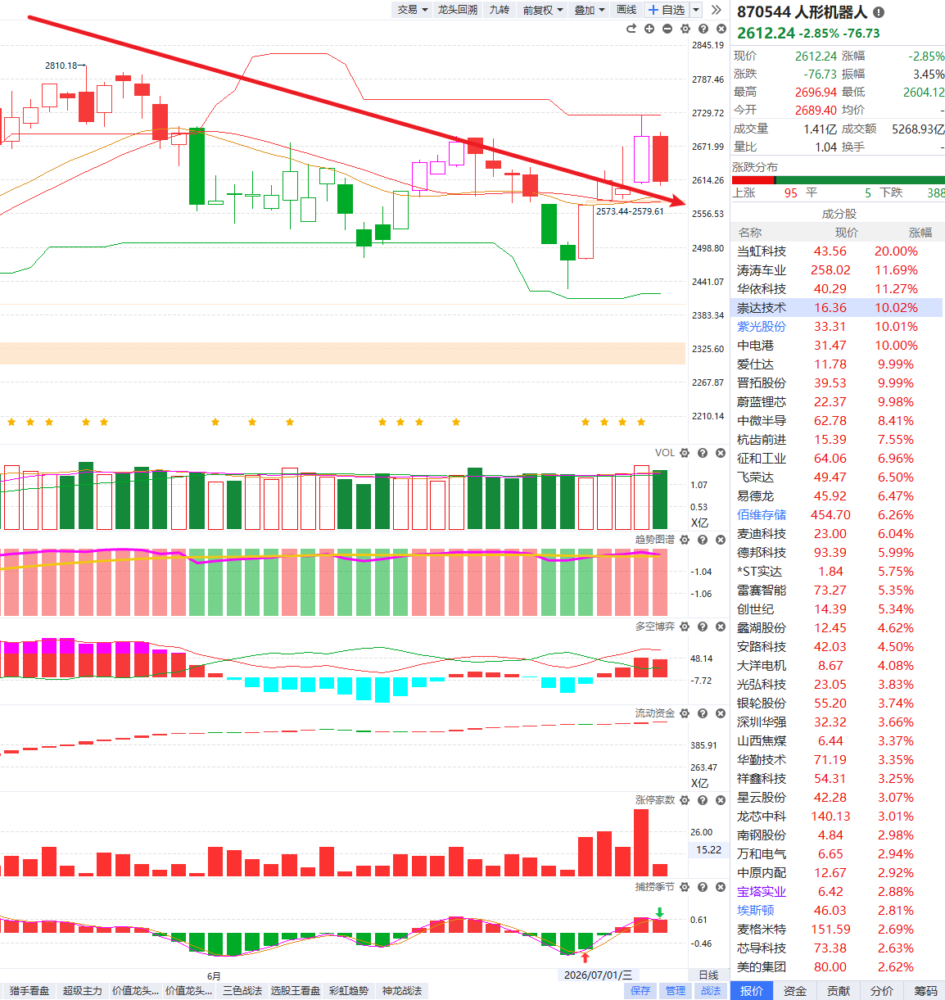 交易 龙头回溯 九转 前复权 叠加 画线 +自选
870544 人形机器人
2612.24 -2.85% -76.73
现价 2612.24 涨幅 -2.85%
涨跌 -76.73 振幅 3.45%
最高 2696.94 最低 2604.12
今开 2689.40 均价 -
成交量 1.41亿 成交额 5268.93亿
量比 1.04 换手 -
涨跌分布
上涨 95 平 5 下跌 388
成分股
名称 现价 涨幅
当虹科技 43.56 20.00%
涛涛车业 258.02 11.69%
华依科技 40.29 11.27%
崇达技术 16.36 10.02%
紫光股份 33.31 10.01%
中电港 31.47 10.00%
爱仕达 11.78 9.99%
晋拓股份 39.53 9.99%
蔚蓝锂芯 22.37 9.98%
中微半导 62.78 8.41%
杭齿前进 15.39 7.55%
征和工业 64.06 6.96%
飞荣达 49.47 6.50%
易德龙 45.92 6.47%
佰维存储 454.70 6.26%
麦迪科技 23.00 6.04%
德邦科技 93.39 5.99%
*ST实达 1.84 5.75%
雷赛智能 73.27 5.35%
创世纪 14.39 5.34%
蠡湖股份 12.45 4.62%
安路科技 42.03 4.50%
大洋电机 8.67 4.08%
光弘科技 23.05 3.83%
银轮股份 55.20 3.74%
深圳华强 32.32 3.66%
山西焦煤 6.44 3.37%
华勤技术 71.19 3.35%
祥鑫科技 54.31 3.25%
星云股份 42.28 3.07%
龙芯中科 140.13 3.01%
南钢股份 4.84 2.98%
万和电气 6.65 2.94%
中原内配 12.67 2.92%
宝塔实业 6.42 2.88%
埃斯顿 46.03 2.81%
麦格米特 151.59 2.69%
芯导科技 73.38 2.63%
美的集团 80.00 2.62%
报价 资金 贡献 分价 筹码
2845.19
2810.18→
2787.46
2729.72
2671.99
2614.26
2573.44-2579.61
2556.53
2498.80
2441.07
2383.34
2325.60
2267.87
2210.14
VOL
1.07
0.53
X亿
趋势图谱
-1.04
-1.06
多空博弈
48.14
-7.72
流动资金
385.91
263.47
X亿
涨停家数
26.00
15.22
捕捞季节
0.61
-0.46
6月 2026/07/01/三 日线
猎手看盘 超级主力 价值龙头... 价值龙头... 三色战法 选股王看盘 彩虹趋势 神龙战法 保存 管理 战法